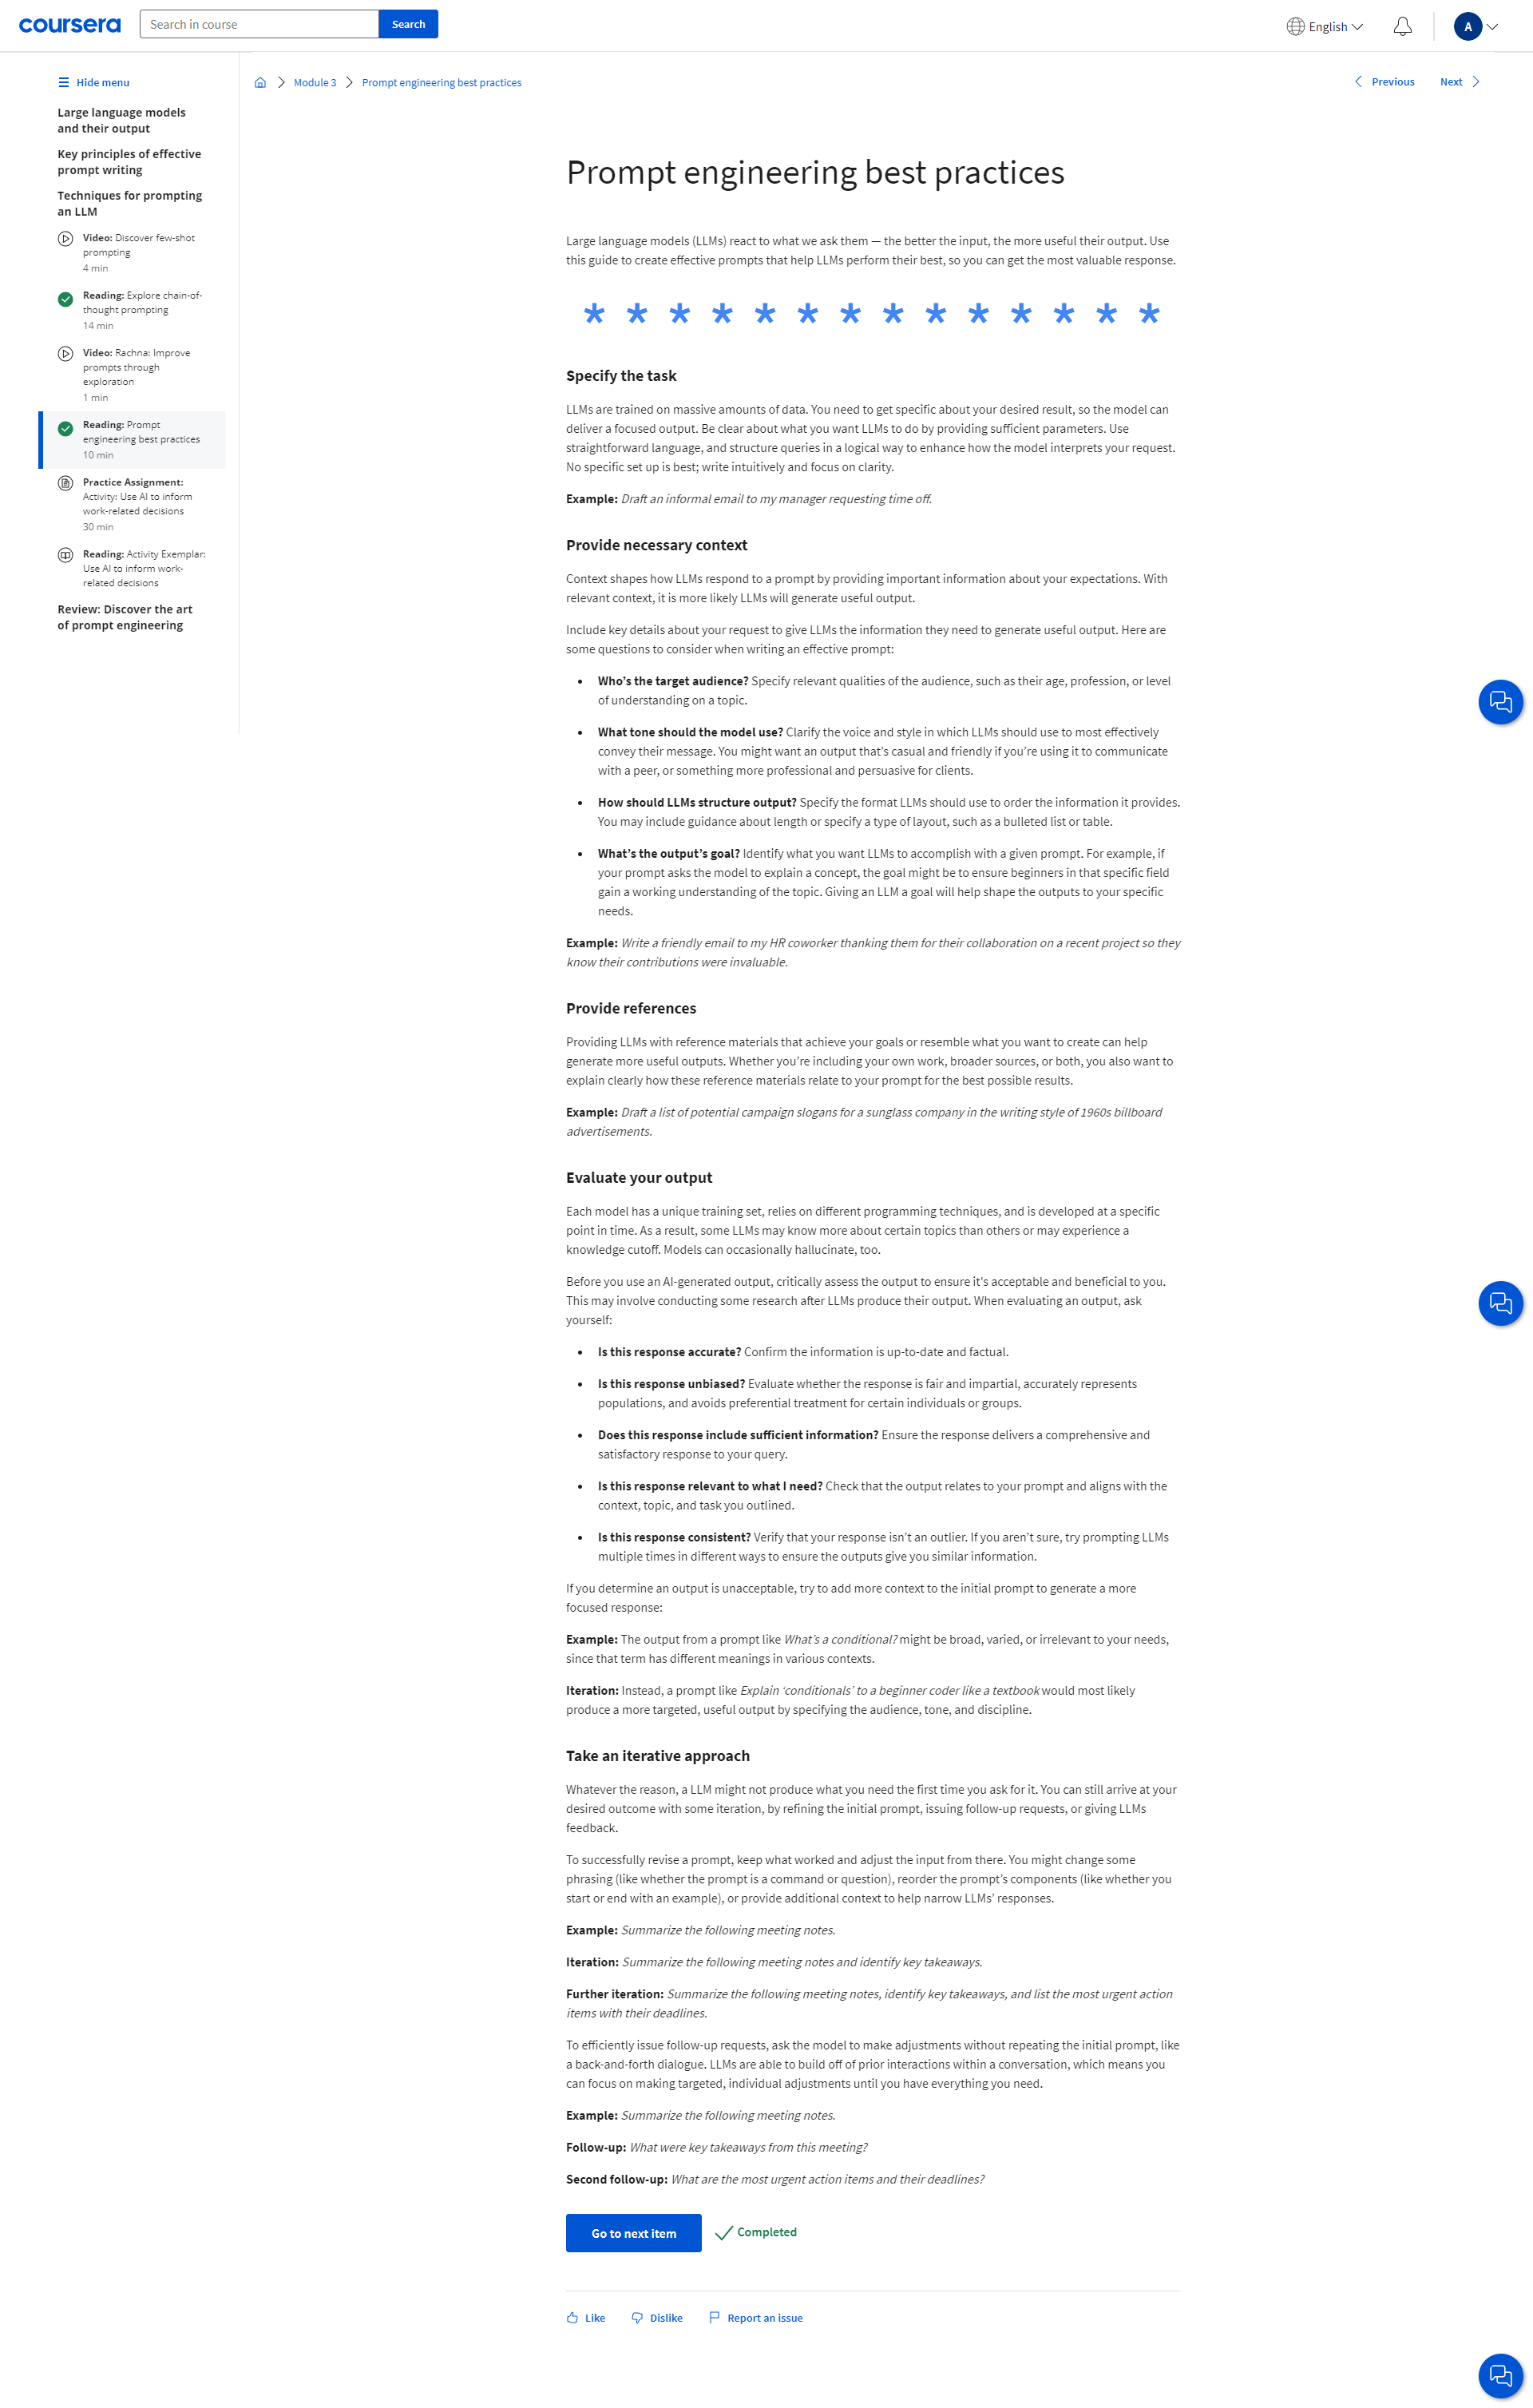 coursera
Search in course
Search
English
A
Hide menu
Large language models
and their output
Key principles of effective
prompt writing
Techniques for prompting
an LLM
Video: Discover few-shot
prompting
4 min
Reading: Explore chain-of-
thought prompting
14 min
Video: Rachna: Improve
prompts through
exploration
1 min
Reading: Prompt
engineering best practices
10 min
Practice Assignment:
Activity: Use AI to inform
work-related decisions
30 min
Reading: Activity Exemplar:
Use AI to inform work-
related decisions
Review: Discover the art
of prompt engineering
Module 3
Prompt engineering best practices
Previous
Next
Prompt engineering best practices
Large language models (LLMs) react to what we ask them — the better the input, the more useful their output. Use
this guide to create effective prompts that help LLMs perform their best, so you can get the most valuable response.
* * * * * * * * * * * * * *
Specify the task
LLMs are trained on massive amounts of data. You need to get specific about your desired result, so the model can
deliver a focused output. Be clear about what you want LLMs to do by providing sufficient parameters. Use
straightforward language, and structure queries in a logical way to enhance how the model interprets your request.
No specific set up is best; write intuitively and focus on clarity.
Example: Draft an informal email to my manager requesting time off.
Provide necessary context
Context shapes how LLMs respond to a prompt by providing important information about your expectations. With
relevant context, it is more likely LLMs will generate useful output.
Include key details about your request to give LLMs the information they need to generate useful output. Here are
some questions to consider when writing an effective prompt:
• Who’s the target audience? Specify relevant qualities of the audience, such as their age, profession, or level
of understanding on a topic.
• What tone should the model use? Clarify the voice and style in which LLMs should use to most effectively
convey their message. You might want an output that’s casual and friendly if you’re using it to communicate
with a peer, or something more professional and persuasive for clients.
• How should LLMs structure output? Specify the format LLMs should use to order the information it provides.
You may include guidance about length or specify a type of layout, such as a bulleted list or table.
• What’s the output’s goal? Identify what you want LLMs to accomplish with a given prompt. For example, if
your prompt asks the model to explain a concept, the goal might be to ensure beginners in that specific field
gain a working understanding of the topic. Giving an LLM a goal will help shape the outputs to your specific
needs.
Example: Write a friendly email to my HR coworker thanking them for their collaboration on a recent project so they
know their contributions were invaluable.
Provide references
Providing LLMs with reference materials that achieve your goals or resemble what you want to create can help
generate more useful outputs. Whether you’re including your own work, broader sources, or both, you also want to
explain clearly how these reference materials relate to your prompt for the best possible results.
Example: Draft a list of potential campaign slogans for a sunglass company in the writing style of 1960s billboard
advertisements.
Evaluate your output
Each model has a unique training set, relies on different programming techniques, and is developed at a specific
point in time. As a result, some LLMs may know more about certain topics than others or may experience a
knowledge cutoff. Models can occasionally hallucinate, too.
Before you use an AI-generated output, critically assess the output to ensure it's acceptable and beneficial to you.
This may involve conducting some research after LLMs produce their output. When evaluating an output, ask
yourself:
• Is this response accurate? Confirm the information is up-to-date and factual.
• Is this response unbiased? Evaluate whether the response is fair and impartial, accurately represents
populations, and avoids preferential treatment for certain individuals or groups.
• Does this response include sufficient information? Ensure the response delivers a comprehensive and
satisfactory response to your query.
• Is this response relevant to what I need? Check that the output relates to your prompt and aligns with the
context, topic, and task you outlined.
• Is this response consistent? Verify that your response isn’t an outlier. If you aren’t sure, try prompting LLMs
multiple times in different ways to ensure the outputs give you similar information.
If you determine an output is unacceptable, try to add more context to the initial prompt to generate a more
focused response:
Example: The output from a prompt like What’s a conditional? might be broad, varied, or irrelevant to your needs,
since that term has different meanings in various contexts.
Iteration: Instead, a prompt like Explain ‘conditionals’ to a beginner coder like a textbook would most likely
produce a more targeted, useful output by specifying the audience, tone, and discipline.
Take an iterative approach
Whatever the reason, a LLM might not produce what you need the first time you ask for it. You can still arrive at your
desired outcome with some iteration, by refining the initial prompt, issuing follow-up requests, or giving LLMs
feedback.
To successfully revise a prompt, keep what worked and adjust the input from there. You might change some
phrasing (like whether the prompt is a command or question), reorder the prompt’s components (like whether you
start or end with an example), or provide additional context to help narrow LLMs’ responses.
Example: Summarize the following meeting notes.
Iteration: Summarize the following meeting notes and identify key takeaways.
Further iteration: Summarize the following meeting notes, identify key takeaways, and list the most urgent action
items with their deadlines.
To efficiently issue follow-up requests, ask the model to make adjustments without repeating the initial prompt, like
a back-and-forth dialogue. LLMs are able to build off of prior interactions within a conversation, which means you
can focus on making targeted, individual adjustments until you have everything you need.
Example: Summarize the following meeting notes.
Follow-up: What were key takeaways from this meeting?
Second follow-up: What are the most urgent action items and their deadlines?
Go to next item
Completed
Like
Dislike
Report an issue